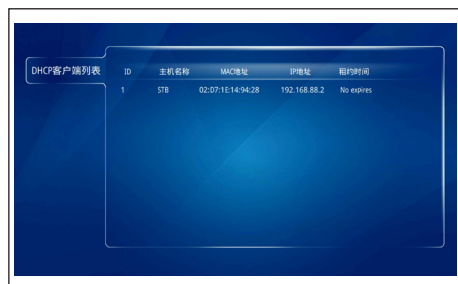 DHCP客户端列表
ID 主机名称 MAC地址 IP地址 租约时间
1 STB 02:D7:1E:14:94:28 192.168.88.2 No expires